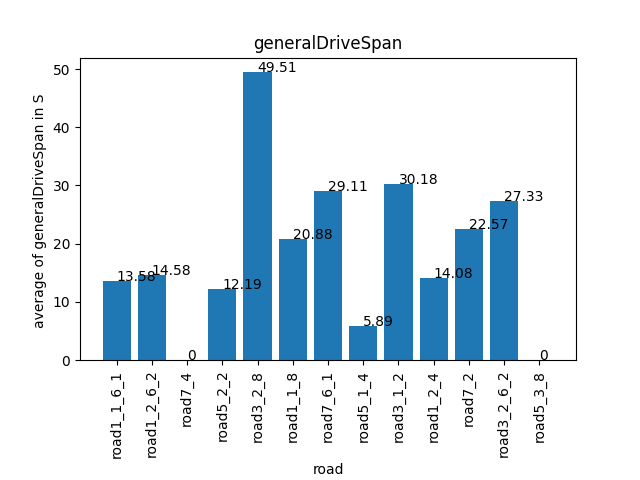 generalDriveSpan
average of generalDriveSpan in S
50
40
30
20
10
0
13.58
14.58
0
12.19
49.51
20.88
29.11
5.89
30.18
14.08
22.57
27.33
0
road1_1_6_1
road1_2_6_2
road7_4
road5_2_2
road3_2_8
road1_1_8
road7_6_1
road5_1_4
road3_1_2
road1_2_4
road7_2
road3_2_6_2
road5_3_8
road